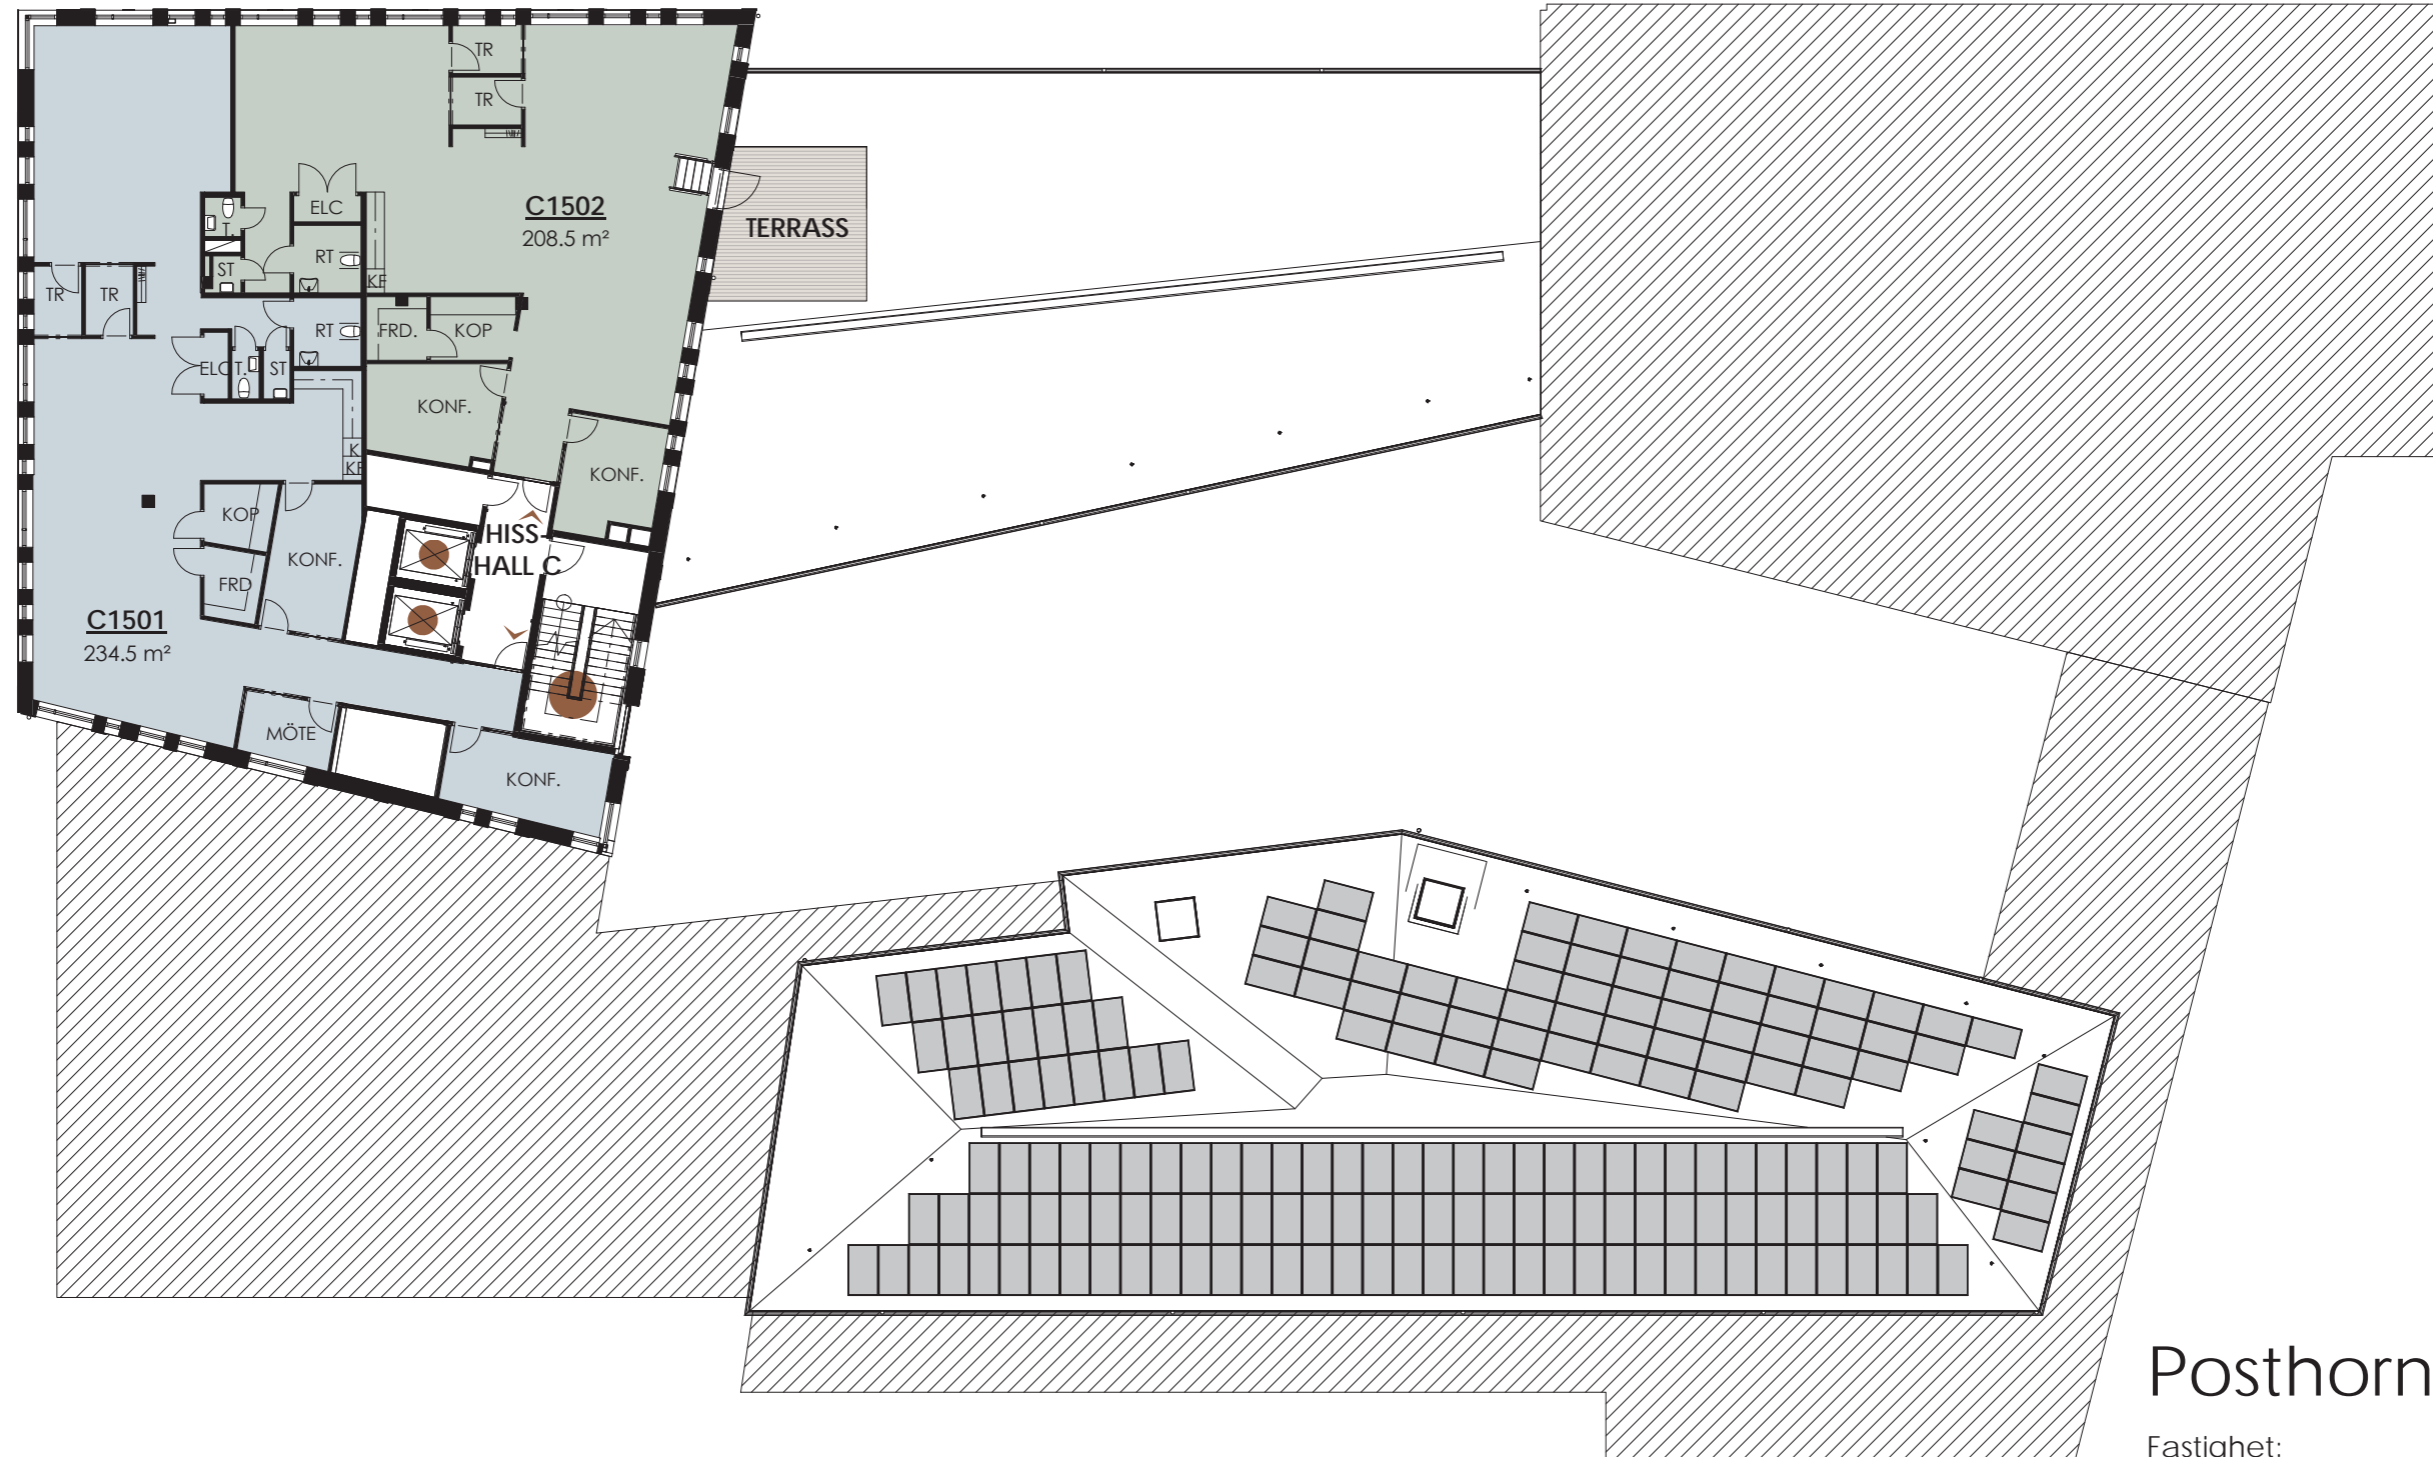 TR
TR
C1502
208.5 m²
TERRASS
ELC
T.
RT
ST
KF
TR
TR
RT
FRD.
KOP
ELC
T.
ST
KONF.
K
KF
KONF.
KOP
HISS-
HALL C
KONF.
FRD
C1501
234.5 m²
MÖTE
KONF.
Posthorn
Fastighet: